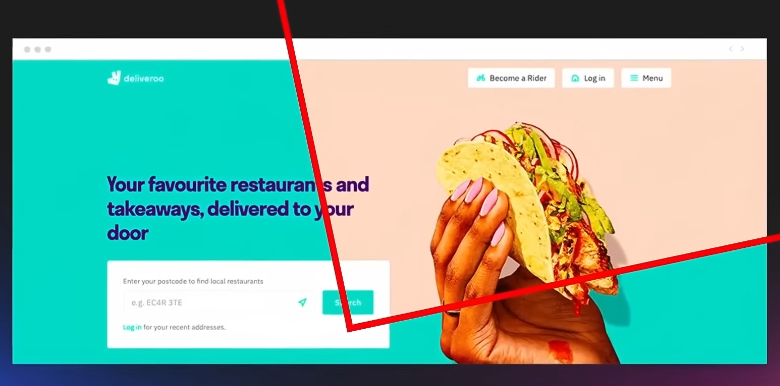 deliveroo
Become a Rider
Log in
Menu
Your favourite restaurants and
takeaways, delivered to your
door
Enter your postcode to find local restaurants
e.g. EC4R 3TE
Search
Log in for your recent addresses.